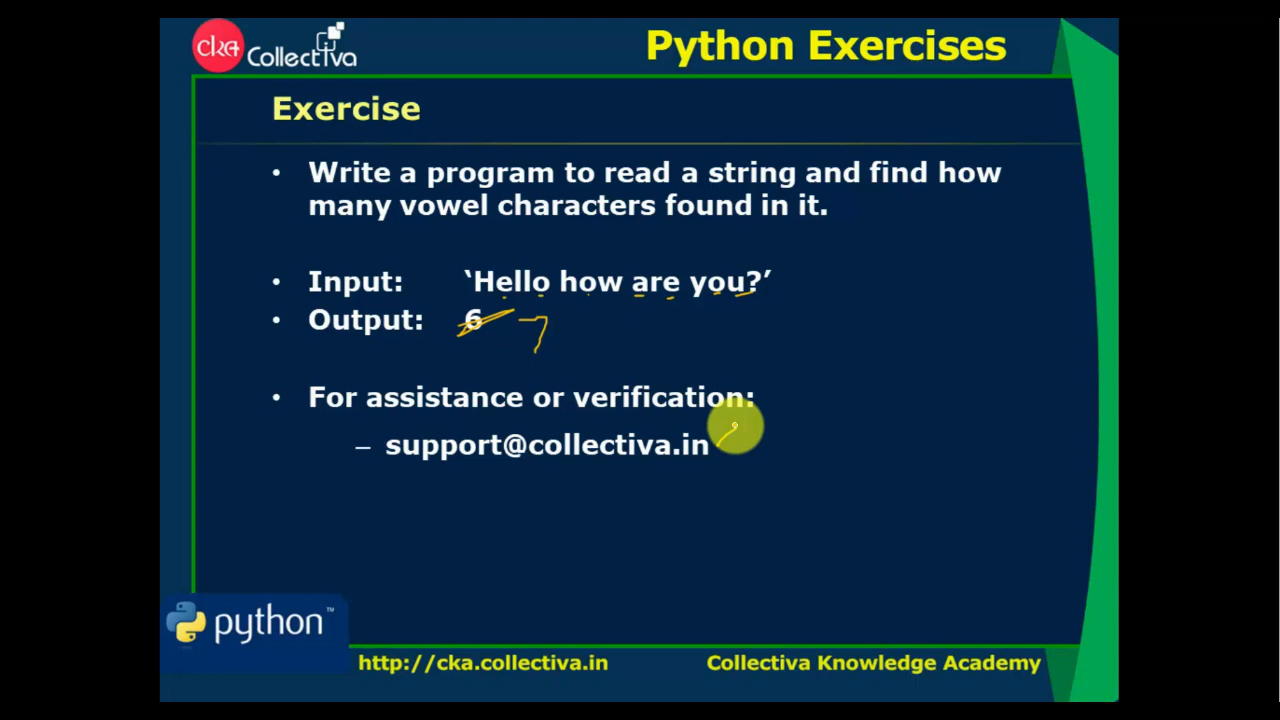 cka Collectiva
Python Exercises
Exercise
• Write a program to read a string and find how
many vowel characters found in it.
• Input: ‘Hello how are you?’
• Output: 6 7
• For assistance or verification:
– support@collectiva.in
python™
http://cka.collectiva.in
Collectiva Knowledge Academy